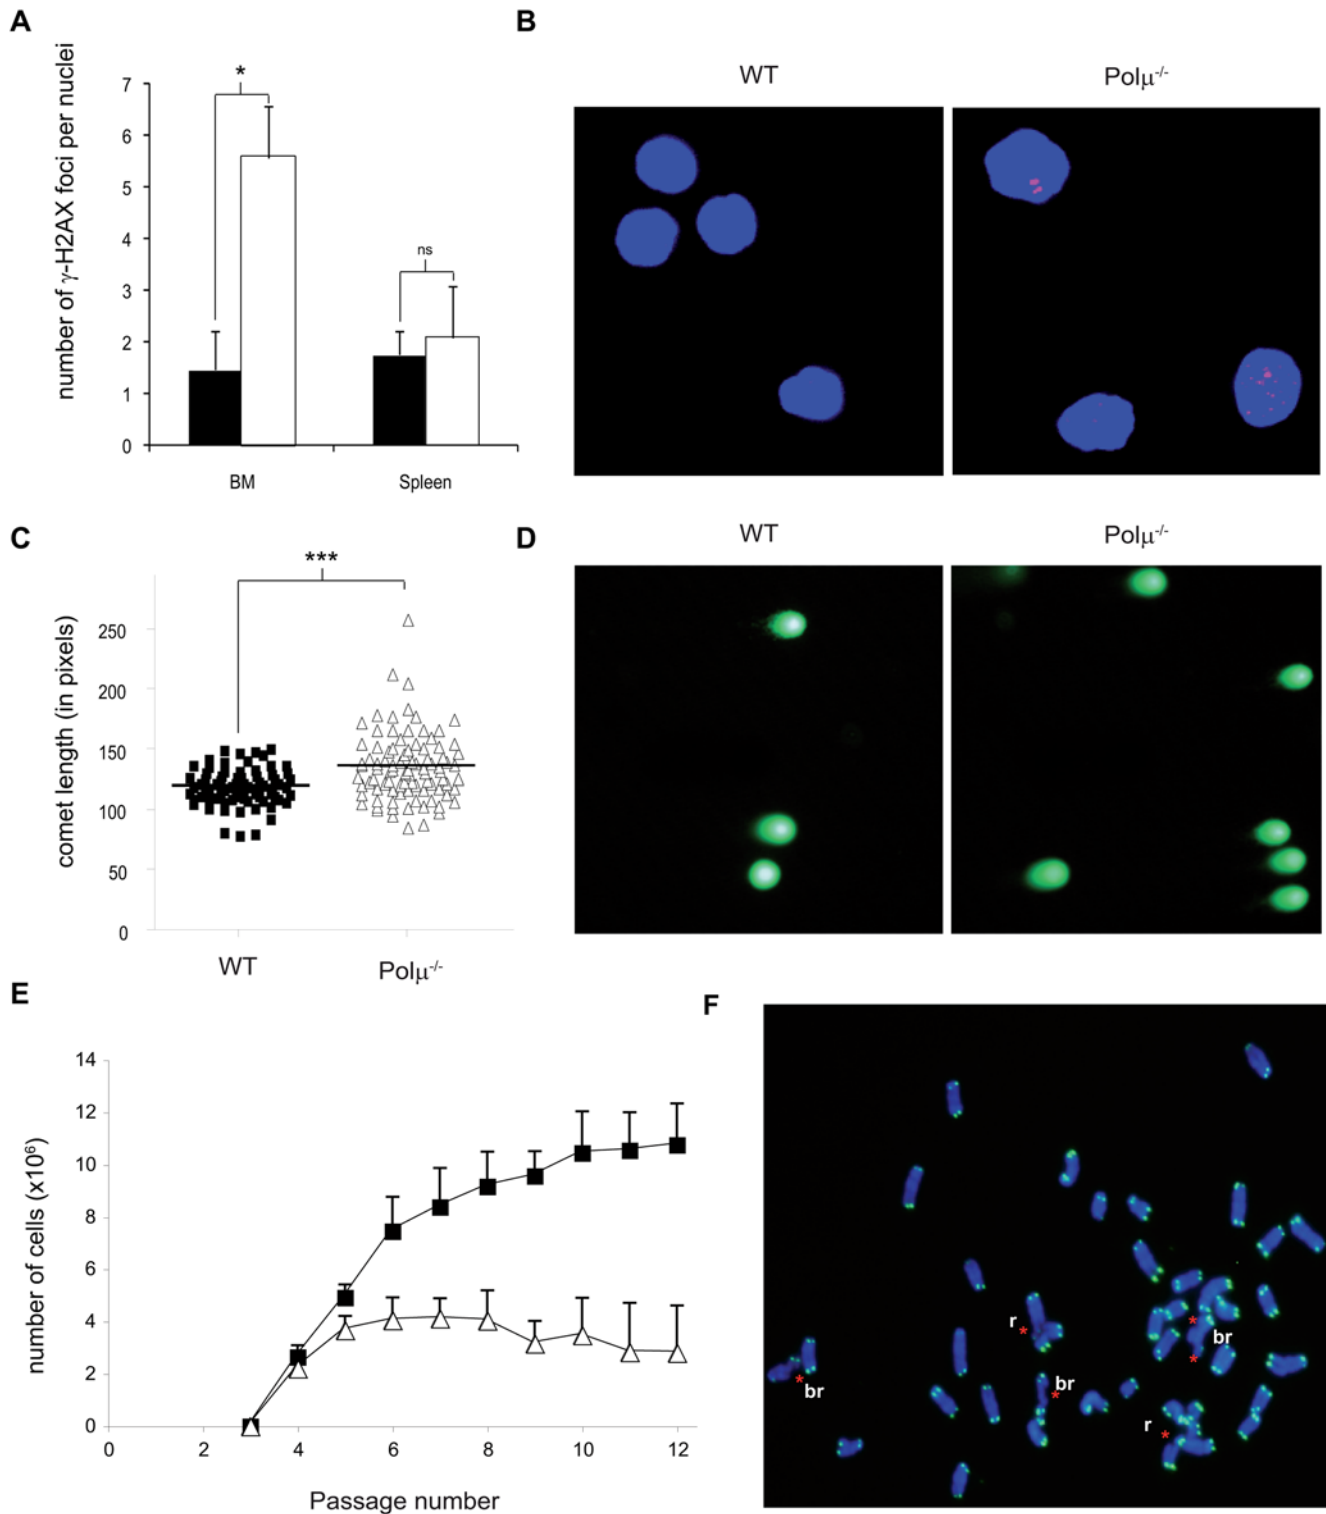 A
number of γ-H2AX foci per nuclei
7
6
5
4
3
2
1
0
*
ns
BM
Spleen
B
WT
Polμ-/-
C
comet length (in pixels)
250
200
150
100
50
0
***
WT
Polμ-/-
D
WT
Polμ-/-
E
number of cells (x10⁶)
14
12
10
8
6
4
2
0
0 2 4 6 8 10 12
Passage number
F
r
*
*
br
*
*
br
br
*
r
*